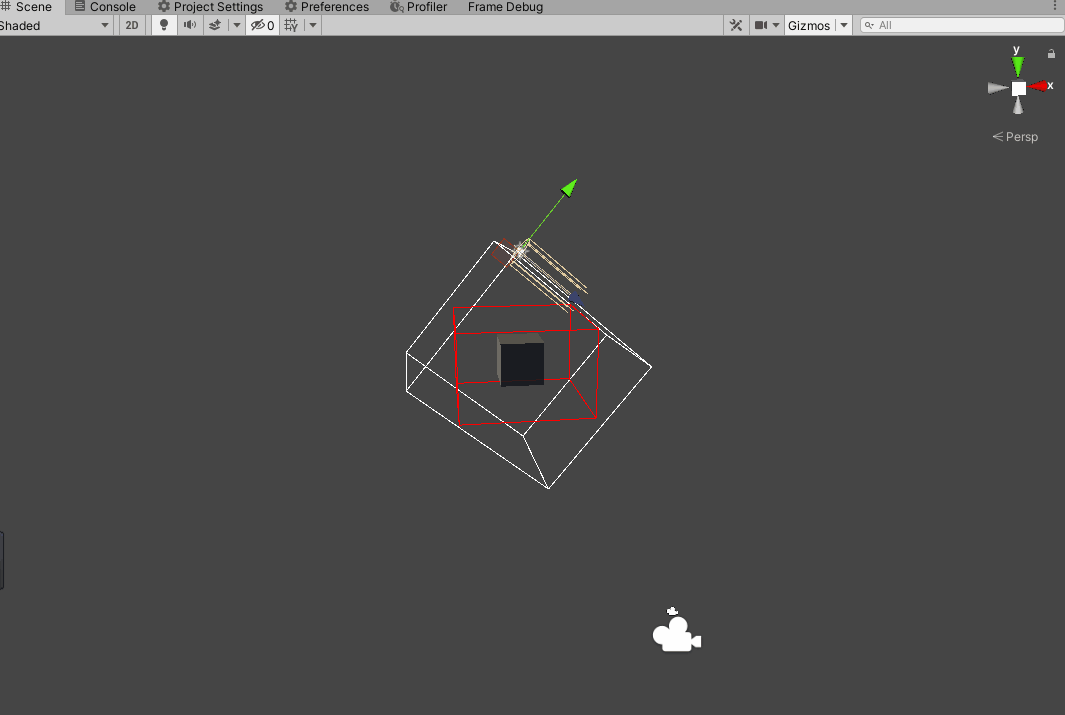 Scene Console Project Settings Preferences Profiler Frame Debug
Shaded 2D 0 Gizmos All
y
x
Persp